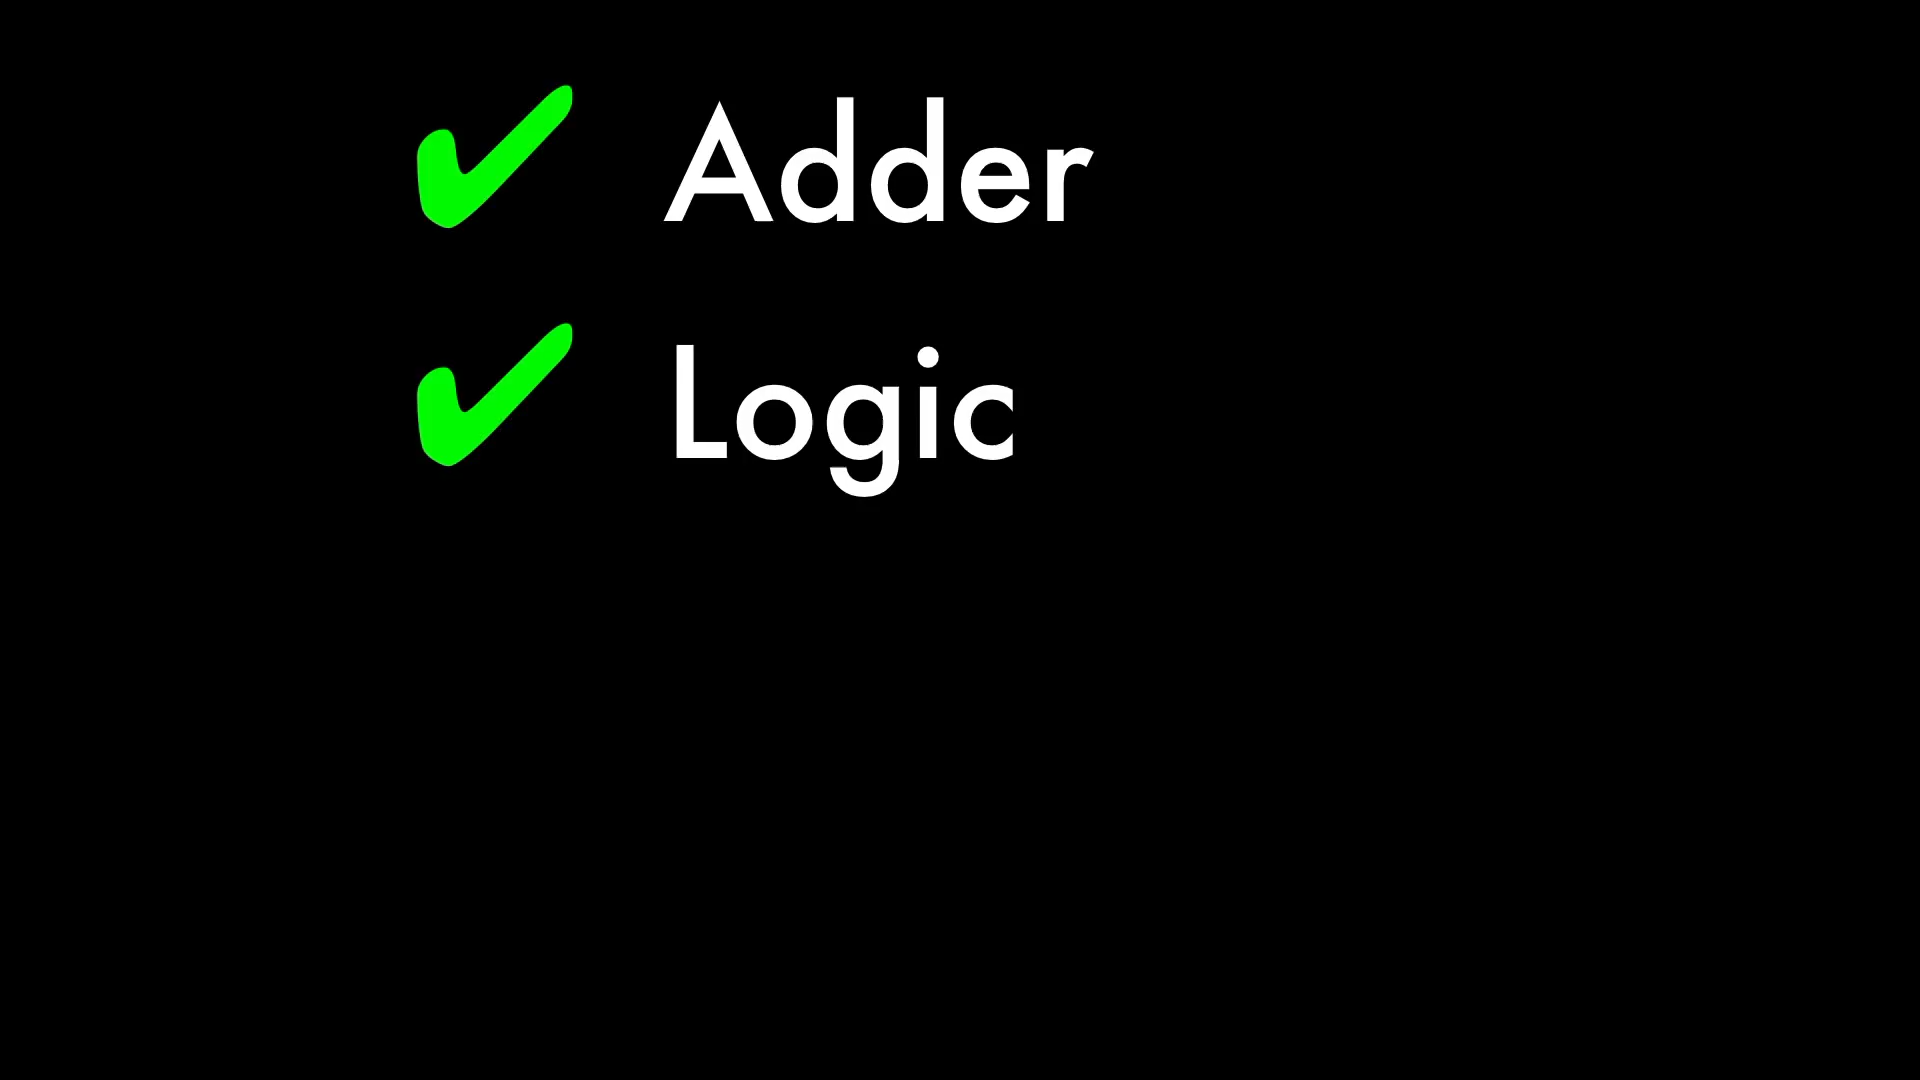 ✔ Adder
✔ Logic